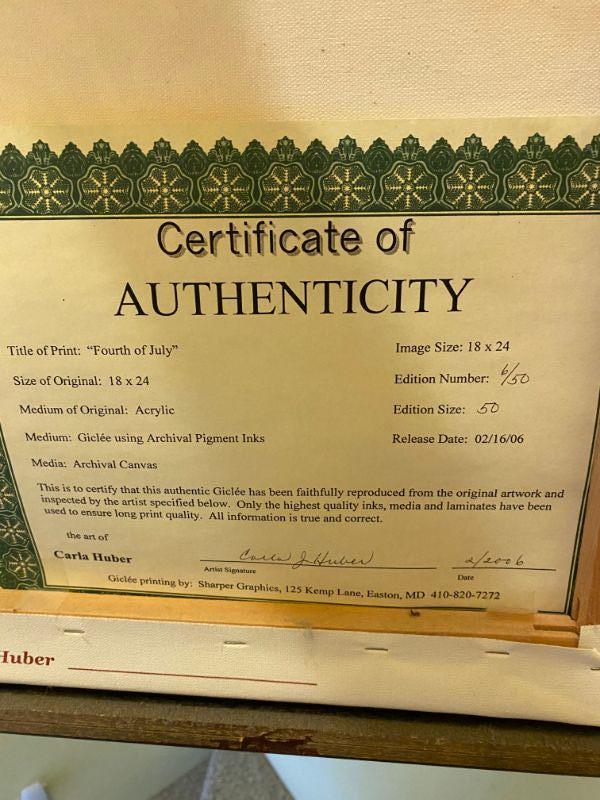 Certificate of
AUTHENTICITY
Title of Print: “Fourth of July”
Image Size: 18 x 24
Size of Original: 18 x 24
Edition Number: 6/50
Medium of Original: Acrylic
Edition Size: 50
Medium: Giclée using Archival Pigment Inks
Release Date: 02/16/06
Media: Archival Canvas
This is to certify that this authentic Giclée has been faithfully reproduced from the original artwork and
inspected by the artist specified below. Only the highest quality inks, media and laminates have been
used to ensure long print quality. All information is true and correct.
the art of
Carla Huber
Carla J Huber
2/2006
Artist Signature
Date
Giclée printing by: Sharper Graphics, 125 Kemp Lane, Easton, MD 410-820-7272
Huber